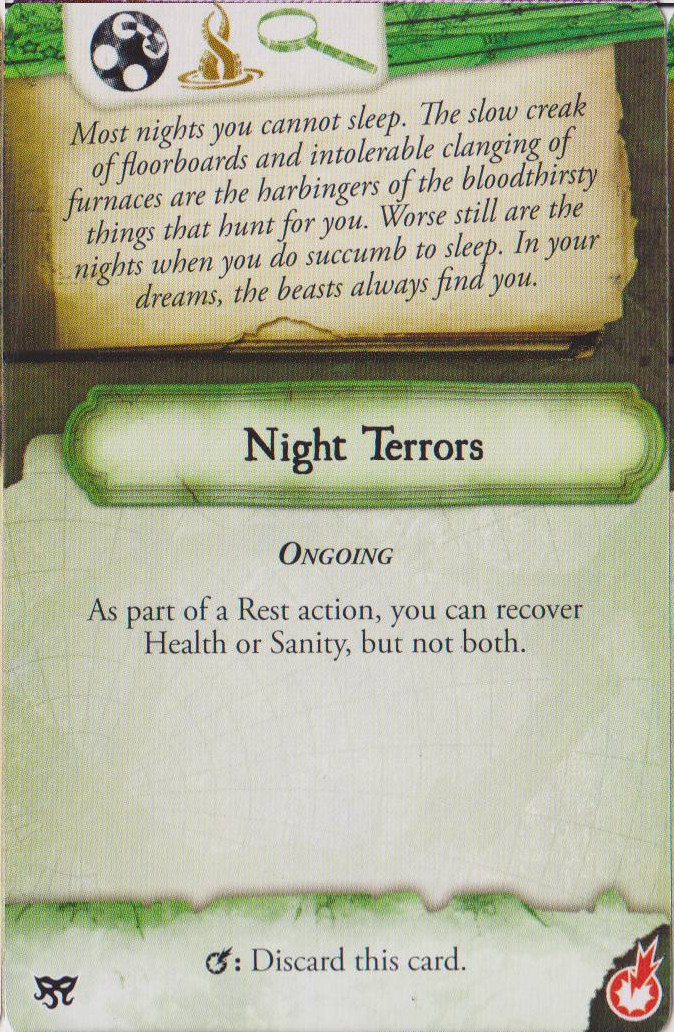 Most nights you cannot sleep. The slow creak
of floorboards and intolerable clanging of
furnaces are the harbingers of the bloodthirsty
things that hunt for you. Worse still are the
nights when you do succumb to sleep. In your
dreams, the beasts always find you.
Night Terrors
Ongoing
As part of a Rest action, you can recover
Health or Sanity, but not both.
: Discard this card.